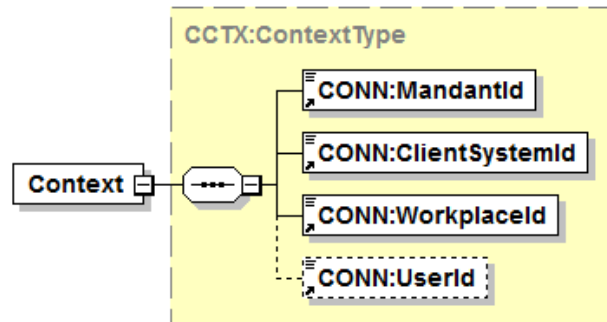 CCTX:ContextType
CONN:MandantId
CONN:ClientSystemId
Context
CONN:WorkplaceId
CONN:UserId